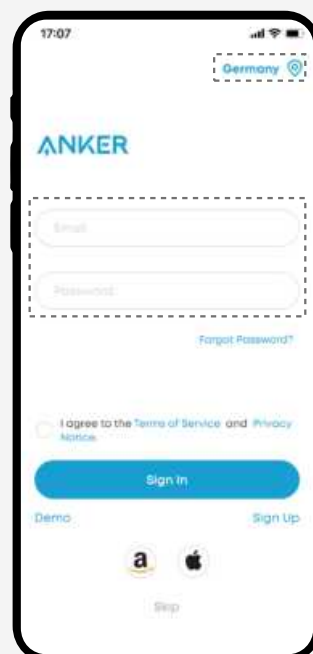 17:07
Germany
ANKER
Email
Password
Forgot Password?
I agree to the Terms of Service and Privacy
Notice.
Sign In
Demo
Sign Up
a
Skip